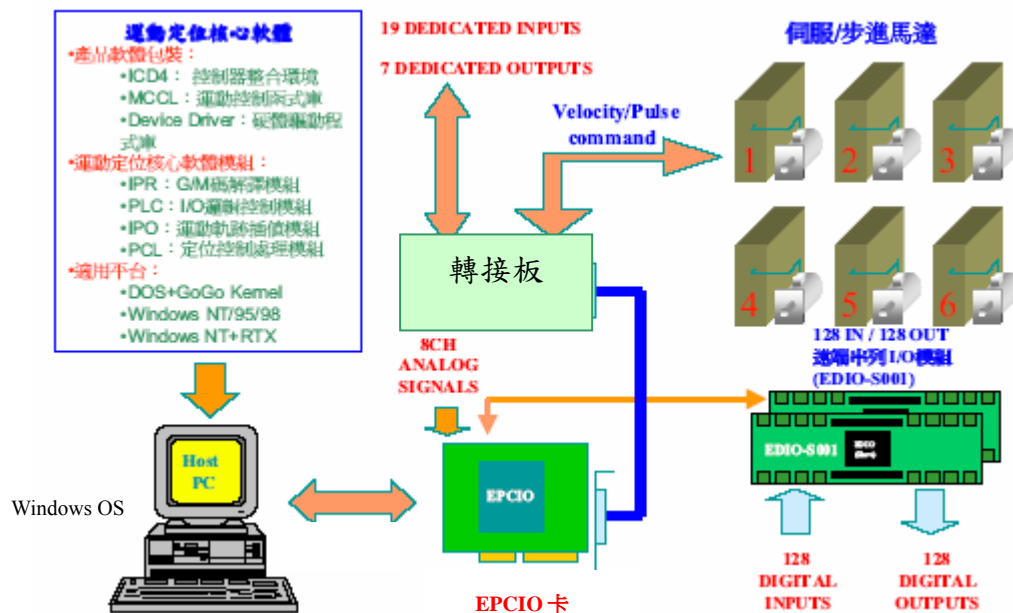 運動定位核心軟體
•產品軟體包裝：
•ICD4： 控制器整合環境
•MCCL：運動控制函式庫
•Device Driver：硬體驅動程
式庫
•運動定位核心軟體模組：
•IPR：G/M碼解譯模組
•PLC：I/O邏輯控制模組
•IPO：運動軌跡插值模組
•PCL：定位控制處理模組
•適用平台：
•DOS+GoGo Kernel
•Windows NT/95/98
•Windows NT+RTX
19 DEDICATED INPUTS
7 DEDICATED OUTPUTS
Velocity/Pulse
command
伺服/步進馬達
1
2
3
4
5
6
轉接板
8CH
ANALOG
SIGNALS
128 IN / 128 OUT
遠端串列I/O模組
(EDIO-S001)
EDIO-S001
EDIO
Host
PC
Windows OS
EPCIO
EPCIO 卡
128
DIGITAL
INPUTS
128
DIGITAL
OUTPUTS